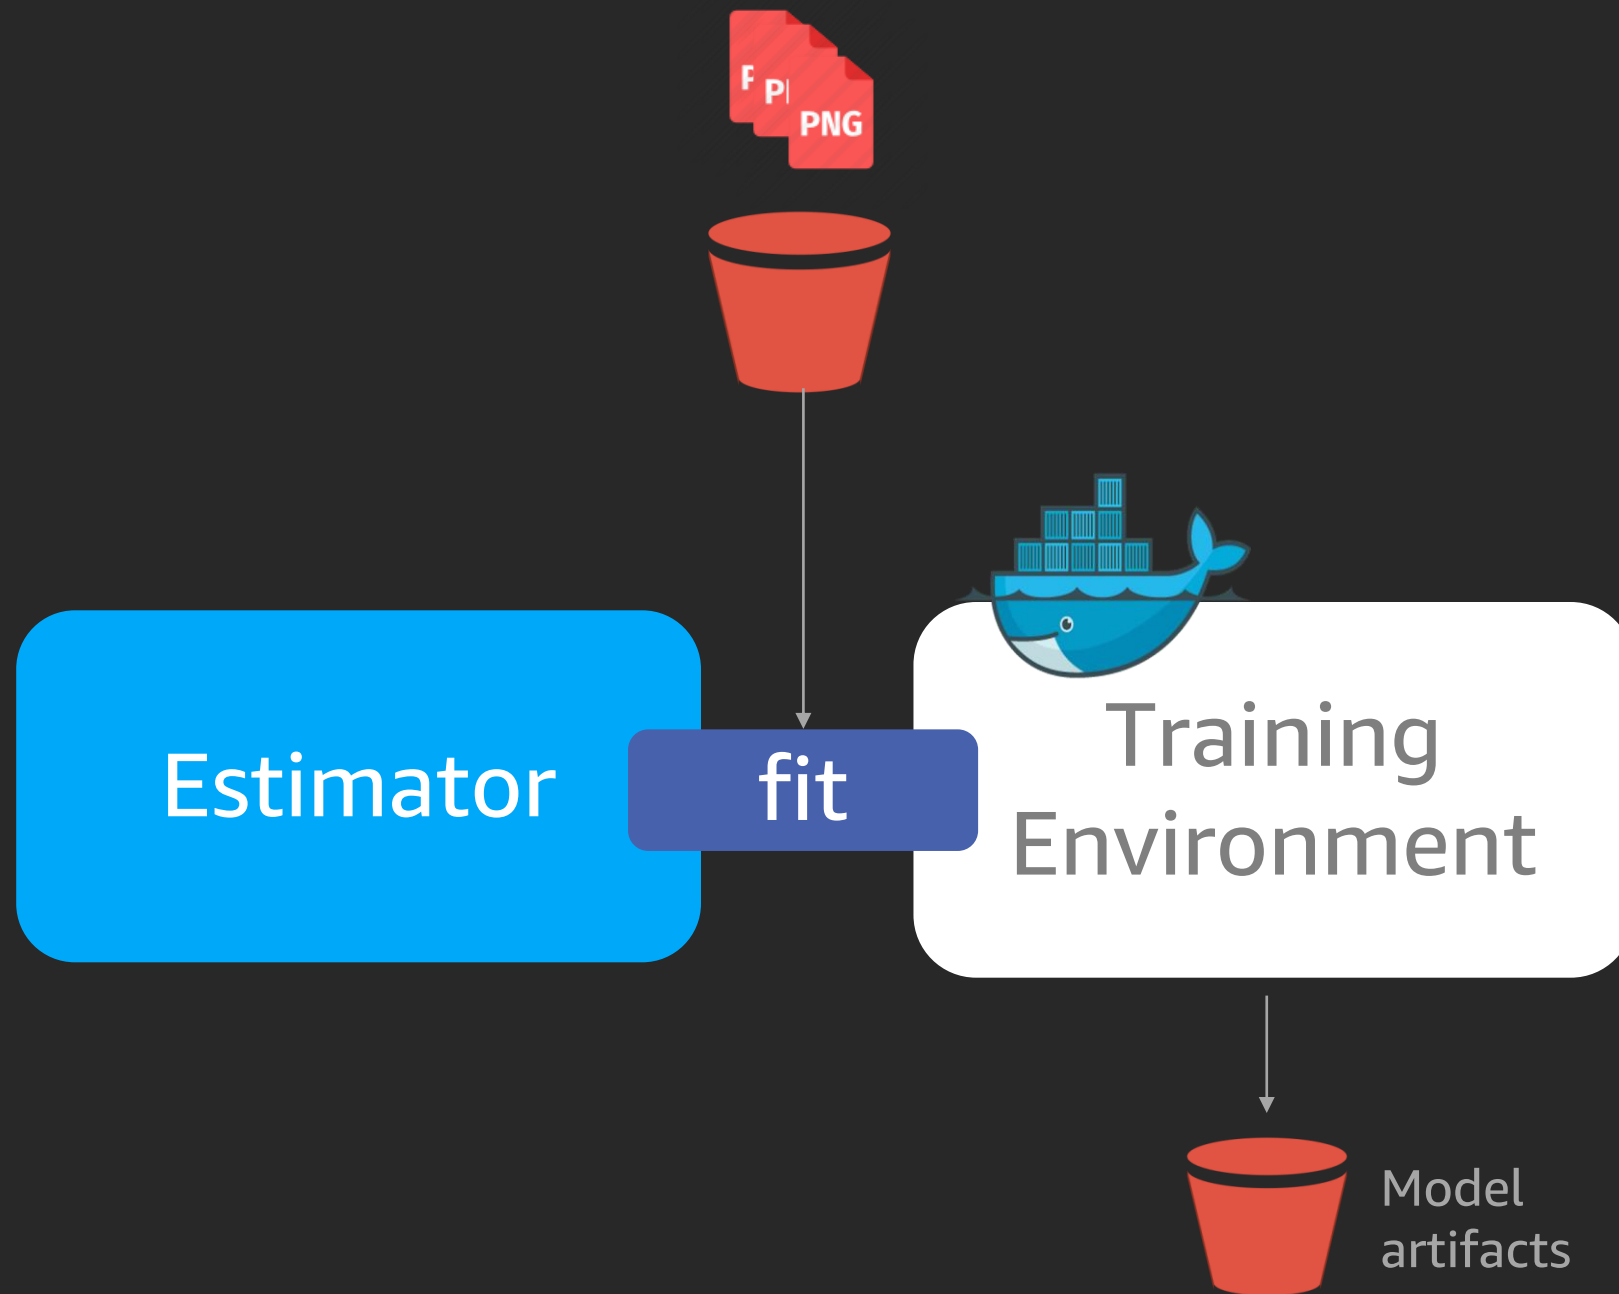 P
P
PNG
Estimator
fit
Training
Environment
Model
artifacts